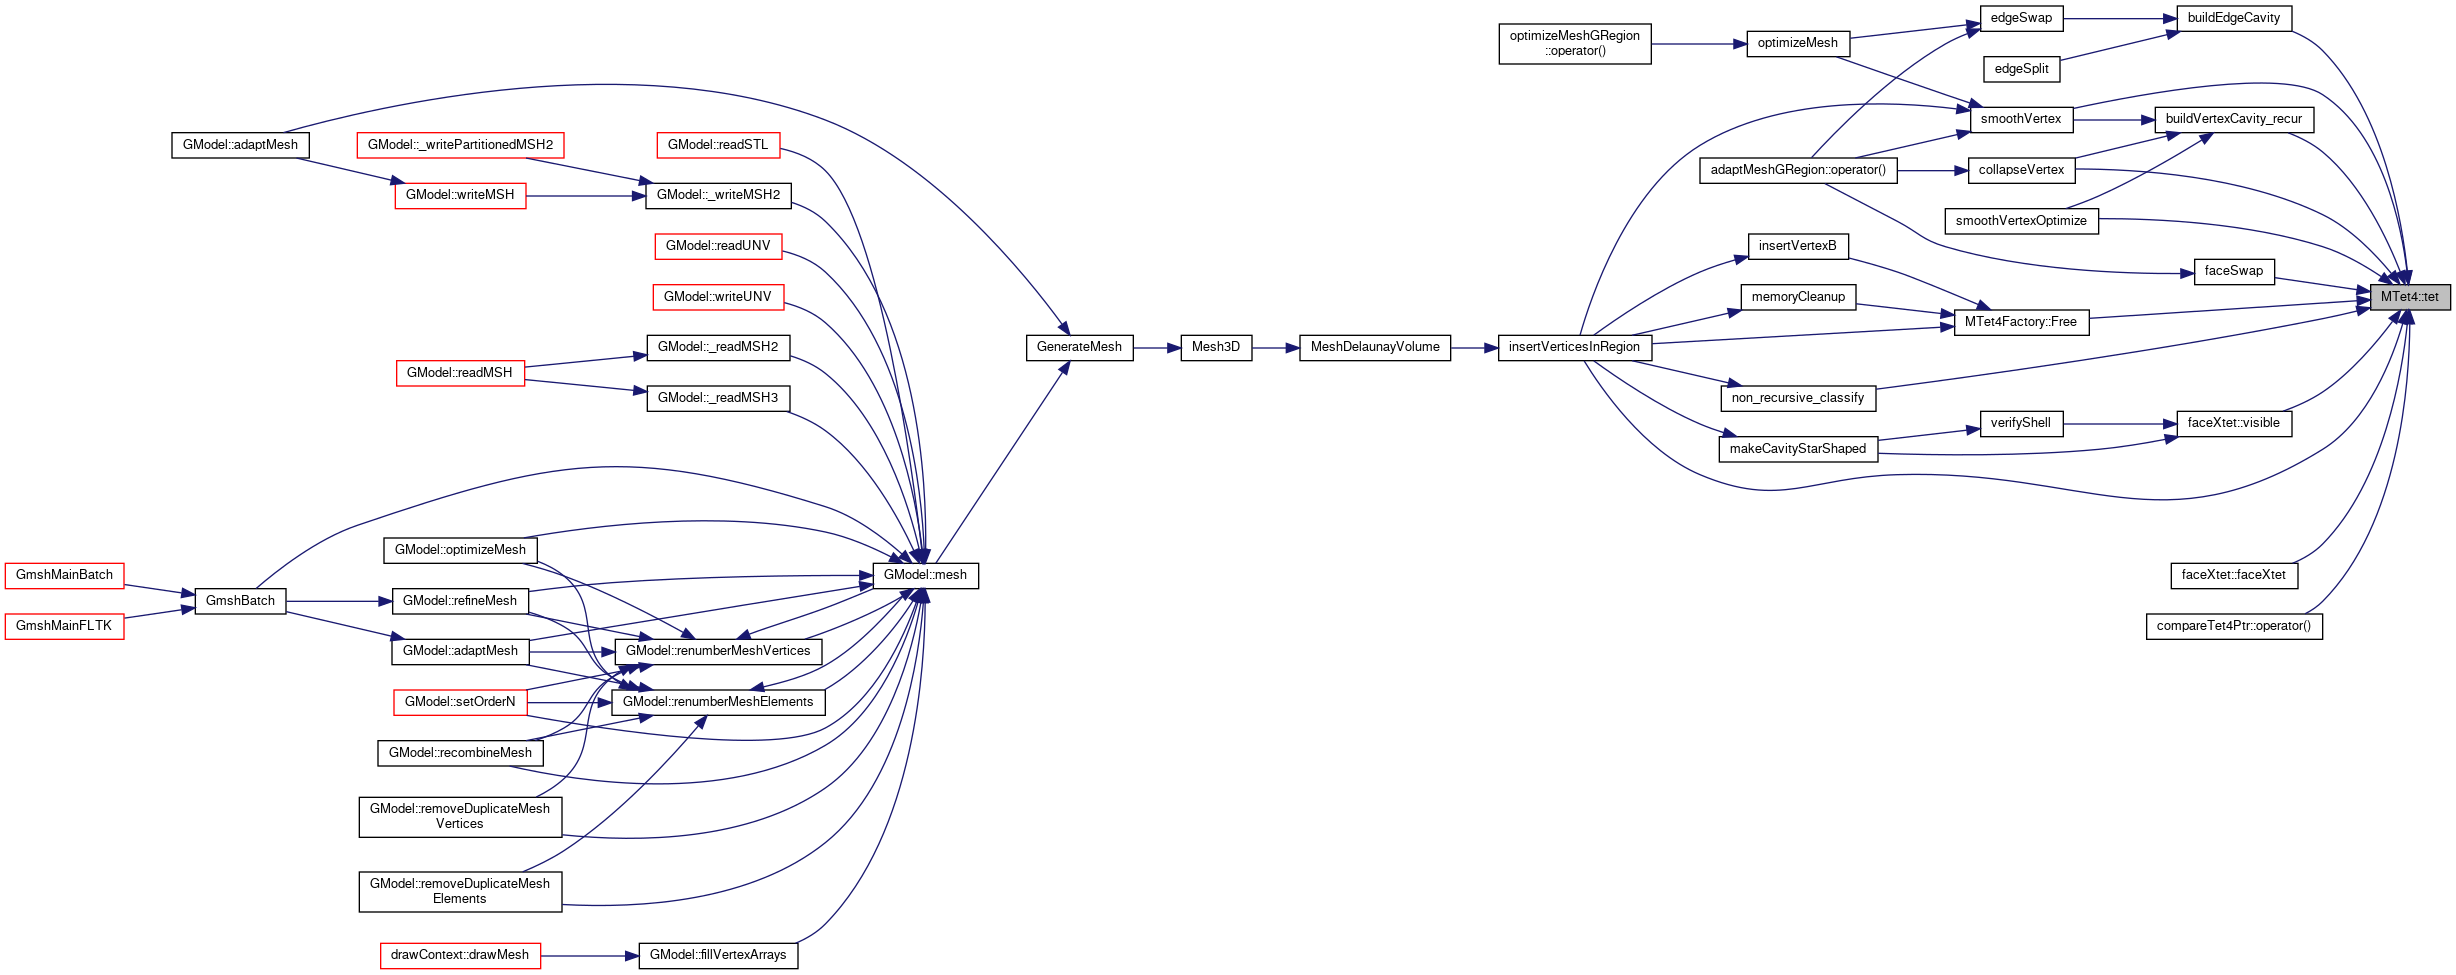 edgeSwap
buildEdgeCavity
optimizeMeshGRegion
::operator()
optimizeMesh
edgeSplit
smoothVertex
buildVertexCavity_recur
GModel::adaptMesh
GModel::_writePartitionedMSH2
GModel::readSTL
adaptMeshGRegion::operator()
collapseVertex
GModel::writeMSH
GModel::_writeMSH2
smoothVertexOptimize
GModel::readUNV
insertVertexB
faceSwap
GModel::writeUNV
memoryCleanup
MTet4::tet
MTet4Factory::Free
GModel::_readMSH2
GenerateMesh
Mesh3D
MeshDelaunayVolume
insertVerticesInRegion
GModel::readMSH
GModel::_readMSH3
non_recursive_classify
verifyShell
faceXtet::visible
makeCavityStarShaped
GModel::optimizeMesh
GmshMainBatch
GModel::mesh
faceXtet::faceXtet
GmshBatch
GModel::refineMesh
GmshMainFLTK
compareTet4Ptr::operator()
GModel::adaptMesh
GModel::renumberMeshVertices
GModel::setOrderN
GModel::renumberMeshElements
GModel::recombineMesh
GModel::removeDuplicateMesh
Vertices
GModel::removeDuplicateMesh
Elements
drawContext::drawMesh
GModel::fillVertexArrays